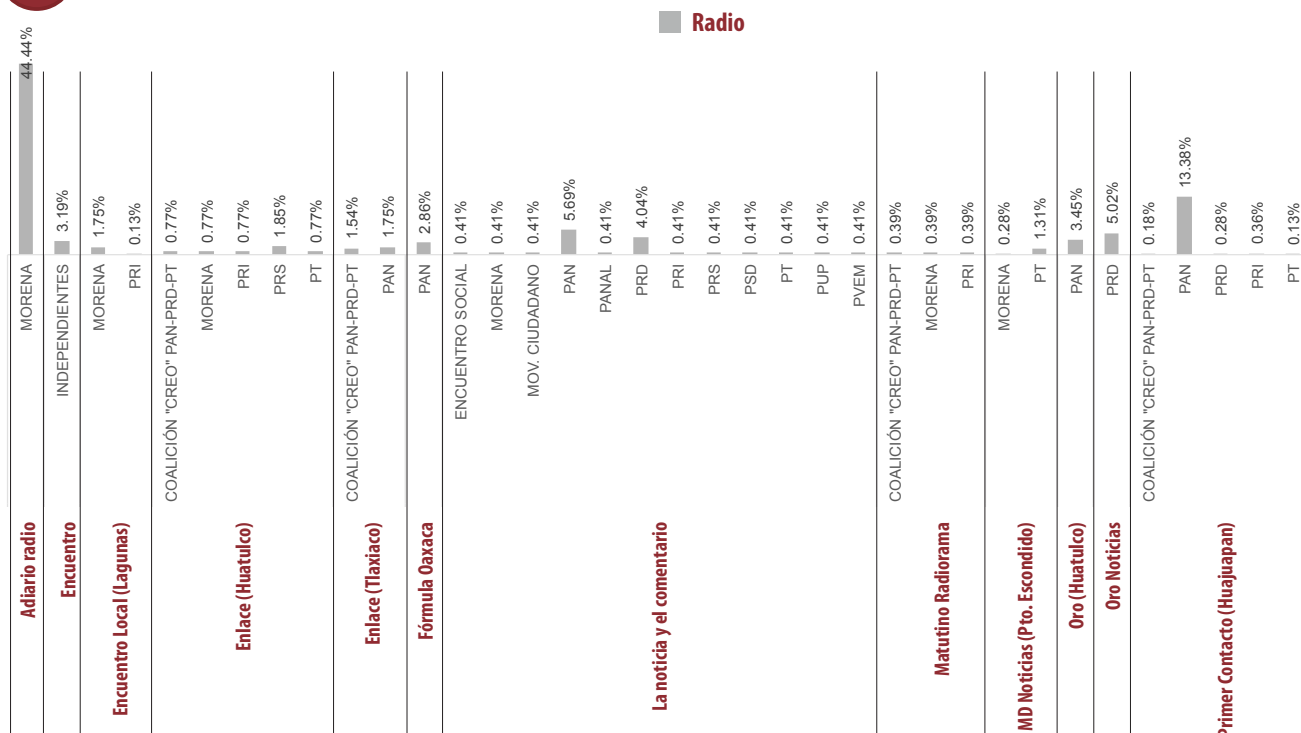 Radio
44.44%
3.19%
1.75%
0.13%
0.77%
0.77%
0.77%
1.85%
0.77%
1.54%
1.75%
2.86%
0.41%
0.41%
0.41%
5.69%
0.41%
4.04%
0.41%
0.41%
0.41%
0.41%
0.41%
0.41%
0.39%
0.39%
0.39%
0.28%
1.31%
3.45%
5.02%
0.18%
13.38%
0.28%
0.36%
0.13%
MORENA
INDEPENDIENTES
MORENA
PRI
COALICIÓN "CREO" PAN-PRD-PT
MORENA
PRI
PRS
PT
COALICIÓN "CREO" PAN-PRD-PT
PAN
PAN
ENCUENTRO SOCIAL
MORENA
MOV. CIUDADANO
PAN
PANAL
PRD
PRI
PRS
PSD
PT
PUP
PVEM
COALICIÓN "CREO" PAN-PRD-PT
MORENA
PRI
MORENA
PT
PAN
PRD
COALICIÓN "CREO" PAN-PRD-PT
PAN
PRD
PRI
PT
Adiario radio
Encuentro
Encuentro Local (Lagunas)
Enlace (Huatulco)
Enlace (Tlaxiaco)
Fórmula Oaxaca
La noticia y el comentario
Matutino Radiorama
MD Noticias (Pto. Escondido)
Oro (Huatulco)
Oro Noticias
Primer Contacto (Huajuapan)